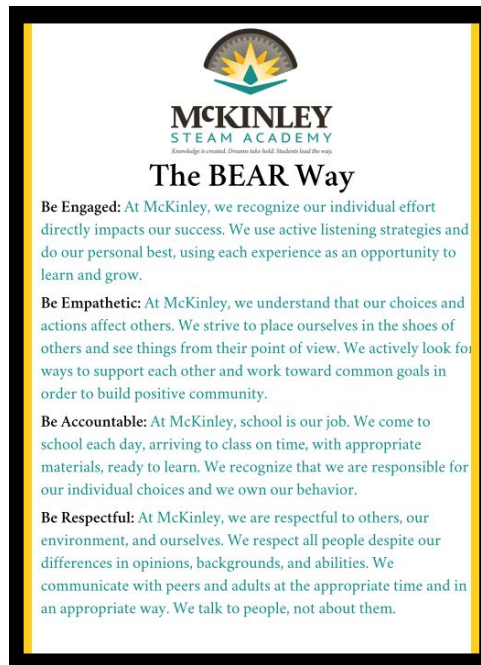 McKINLEY
STEAM ACADEMY
Knowledge is created. Dreams take hold. Students lead the way.
The BEAR Way
Be Engaged: At McKinley, we recognize our individual effort
directly impacts our success. We use active listening strategies and
do our personal best, using each experience as an opportunity to
learn and grow.
Be Empathetic: At McKinley, we understand that our choices and
actions affect others. We strive to place ourselves in the shoes of
others and see things from their point of view. We actively look for
ways to support each other and work toward common goals in
order to build positive community.
Be Accountable: At McKinley, school is our job. We come to
school each day, arriving to class on time, with appropriate
materials, ready to learn. We recognize that we are responsible for
our individual choices and we own our behavior.
Be Respectful: At McKinley, we are respectful to others, our
environment, and ourselves. We respect all people despite our
differences in opinions, backgrounds, and abilities. We
communicate with peers and adults at the appropriate time and in
an appropriate way. We talk to people, not about them.